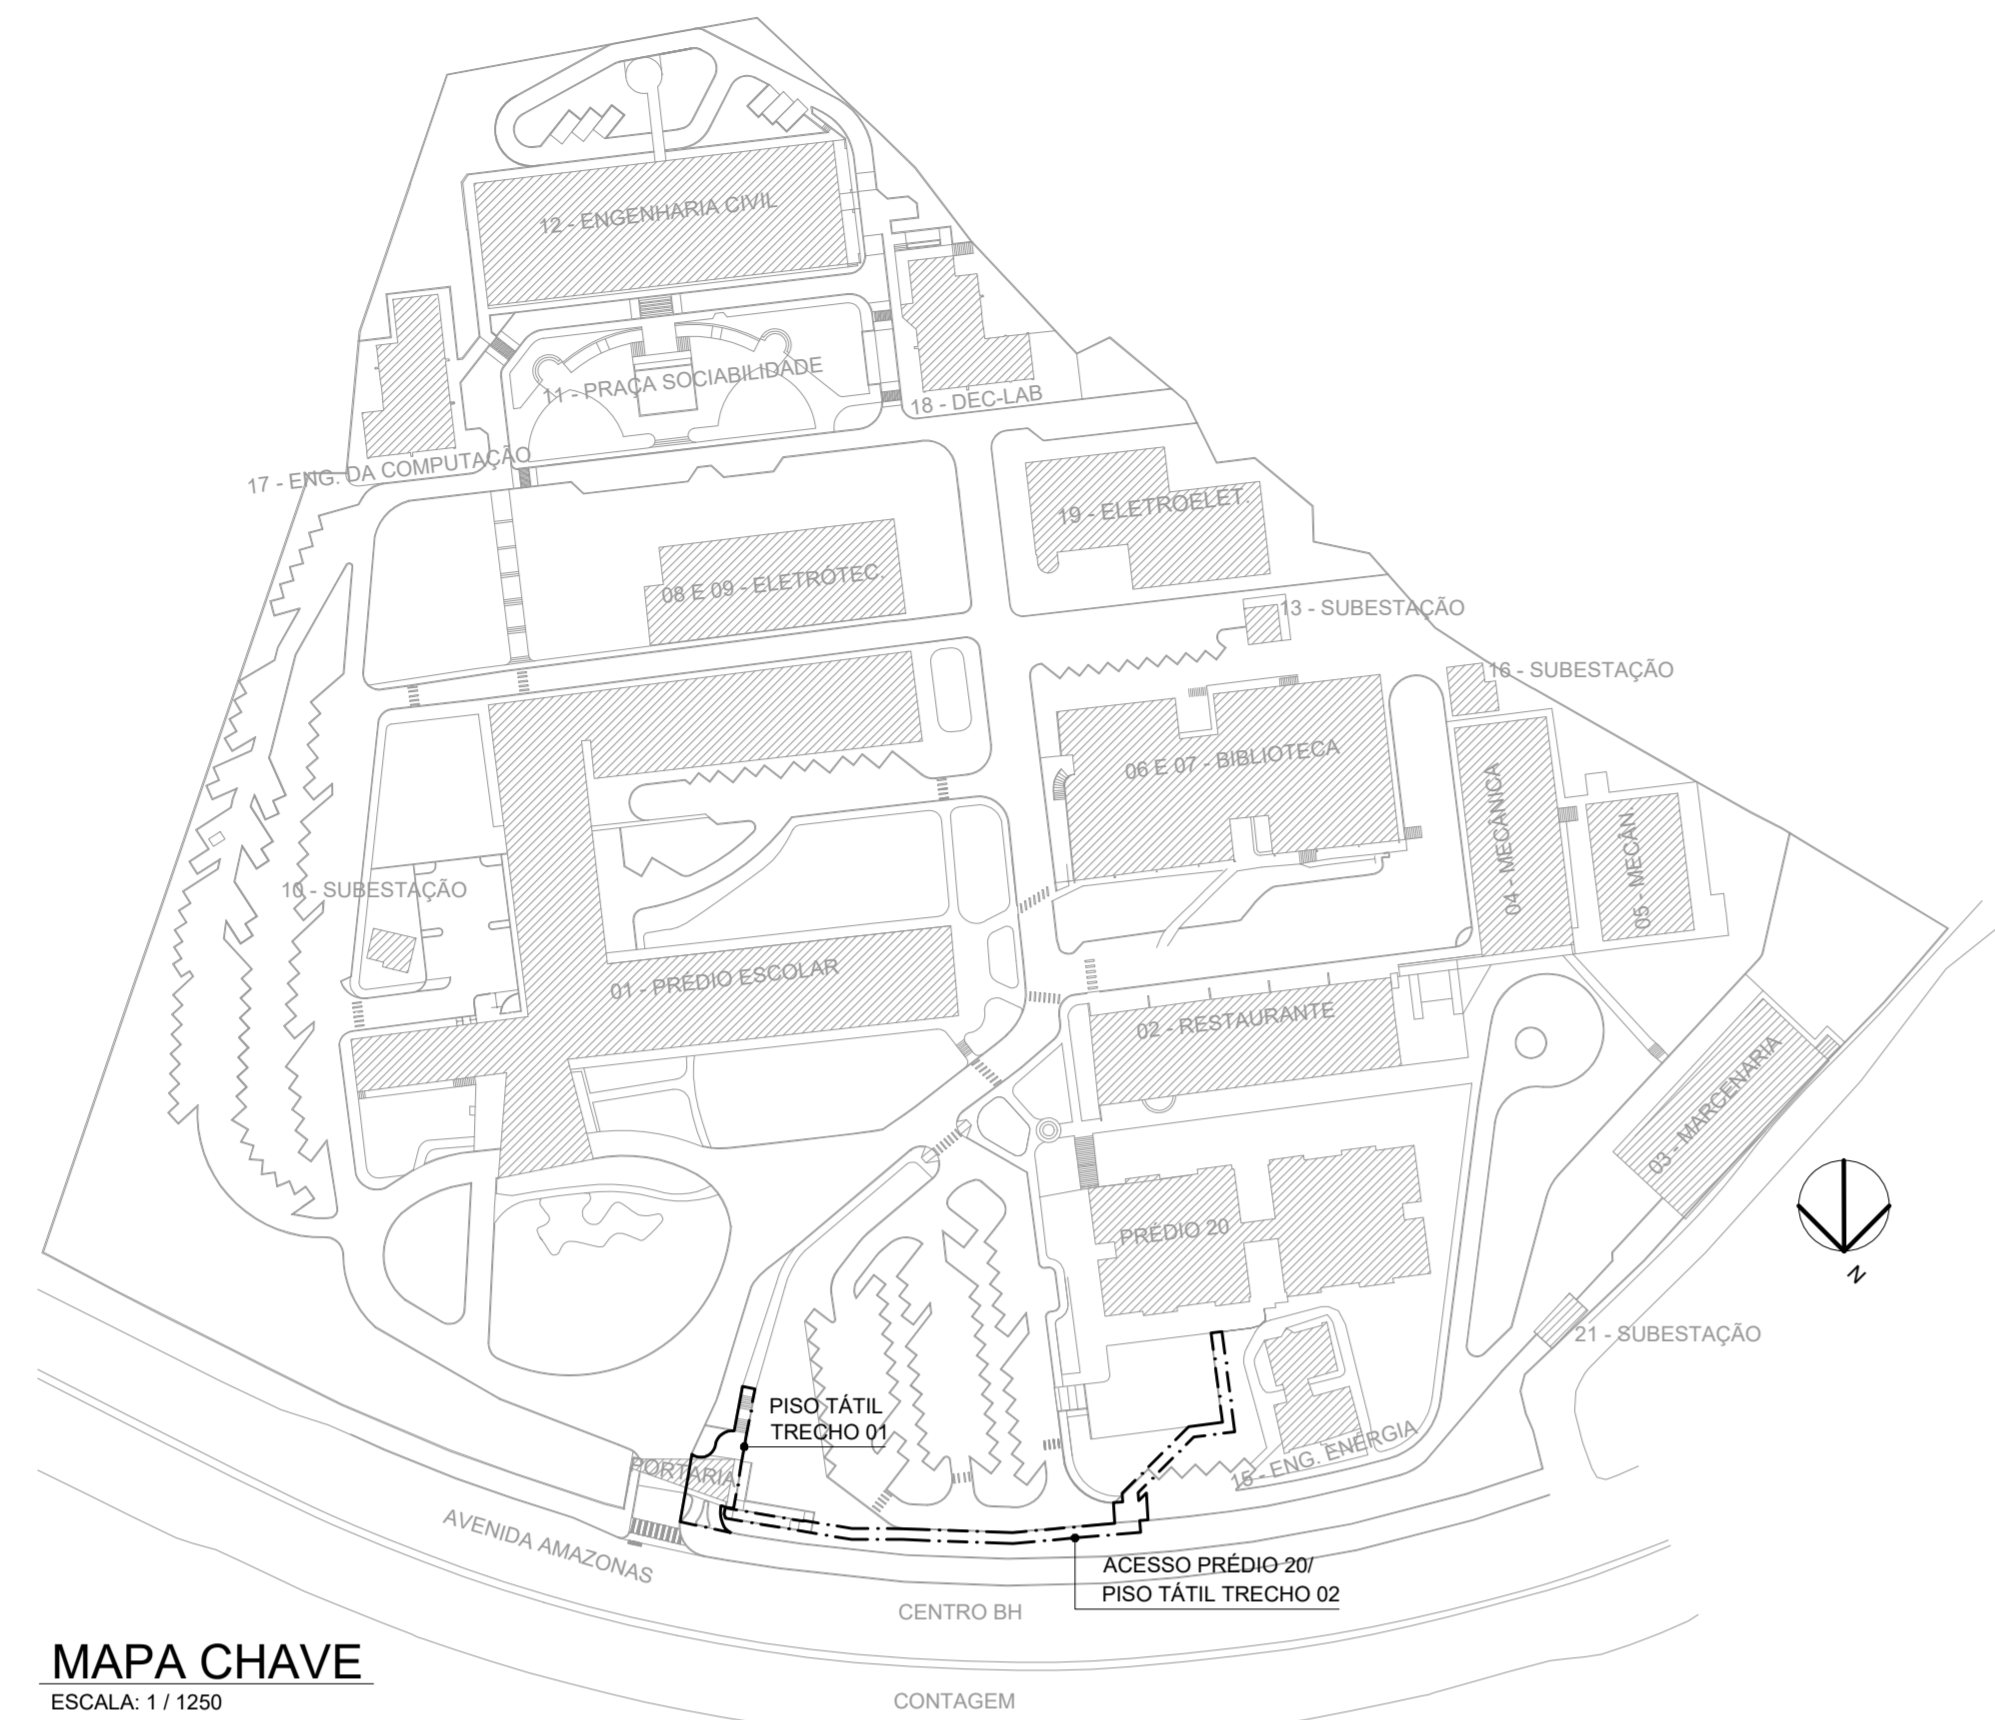 12 - ENGENHARIA CIVIL
11 - PRAÇA SOCIABILIDADE
18 - DEC-LAB
17 - ENG. DA COMPUTAÇÃO
19 - ELETROELET.
08 E 09 - ELETROTEC.
13 - SUBESTAÇÃO
16 - SUBESTAÇÃO
06 E 07 - BIBLIOTECA
04 - MECÂNICA
05 - MECÂN.
10 - SUBESTAÇÃO
01 - PRÉDIO ESCOLAR
02 - RESTAURANTE
03 - MARCENARIA
PRÉDIO 20
N
21 - SUBESTAÇÃO
PISO TÁTIL
TRECHO 01
PORTARIA
15 - ENG. ENERGIA
AVENIDA AMAZONAS
ACESSO PRÉDIO 20/
PISO TÁTIL TRECHO 02
CENTRO BH
MAPA CHAVE
ESCALA: 1 / 1250
CONTAGEM